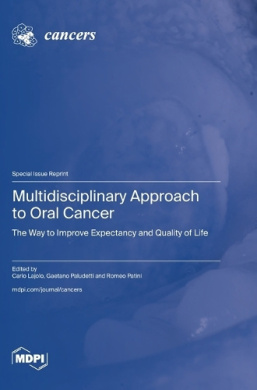 cancers
Special Issue Reprint
Multidisciplinary Approach
to Oral Cancer
The Way to Improve Expectancy and Quality of Life
Edited by
Carlo Lajolo, Gaetano Paludetti and Romeo Patini
mdpi.com/journal/cancers
MDPI